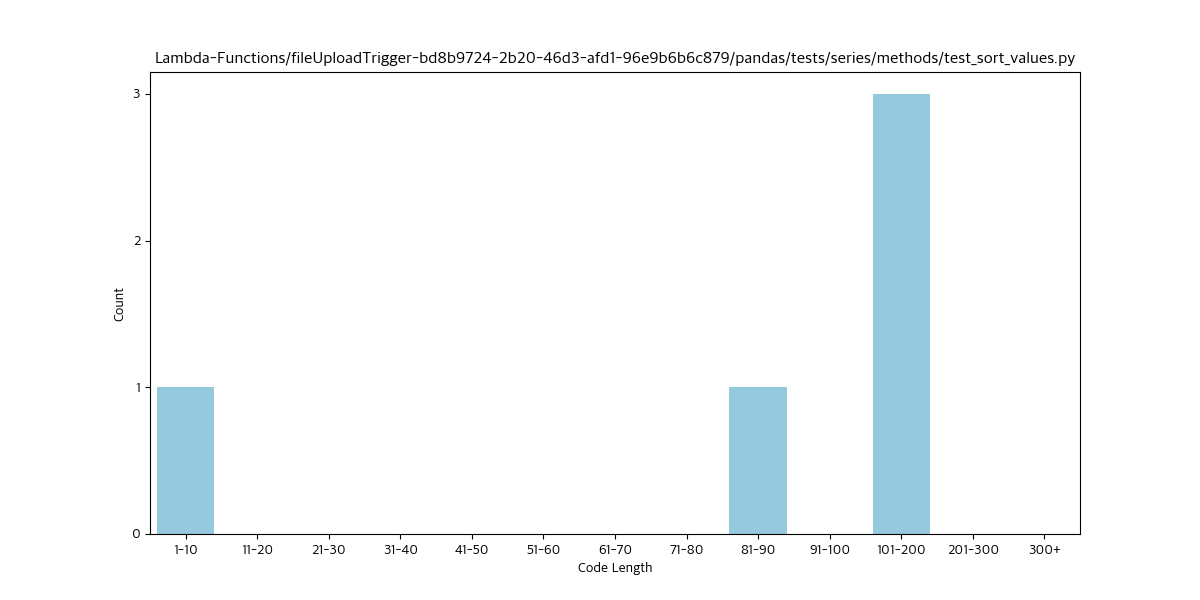 Lambda-Functions/fileUploadTrigger-bd8b9724-2b20-46d3-afd1-96e9b6b6c879/pandas/tests/series/methods/test_sort_values.py
3
2
1
0
Count
1-10 11-20 21-30 31-40 41-50 51-60 61-70 71-80 81-90 91-100 101-200 201-300 300+
Code Length